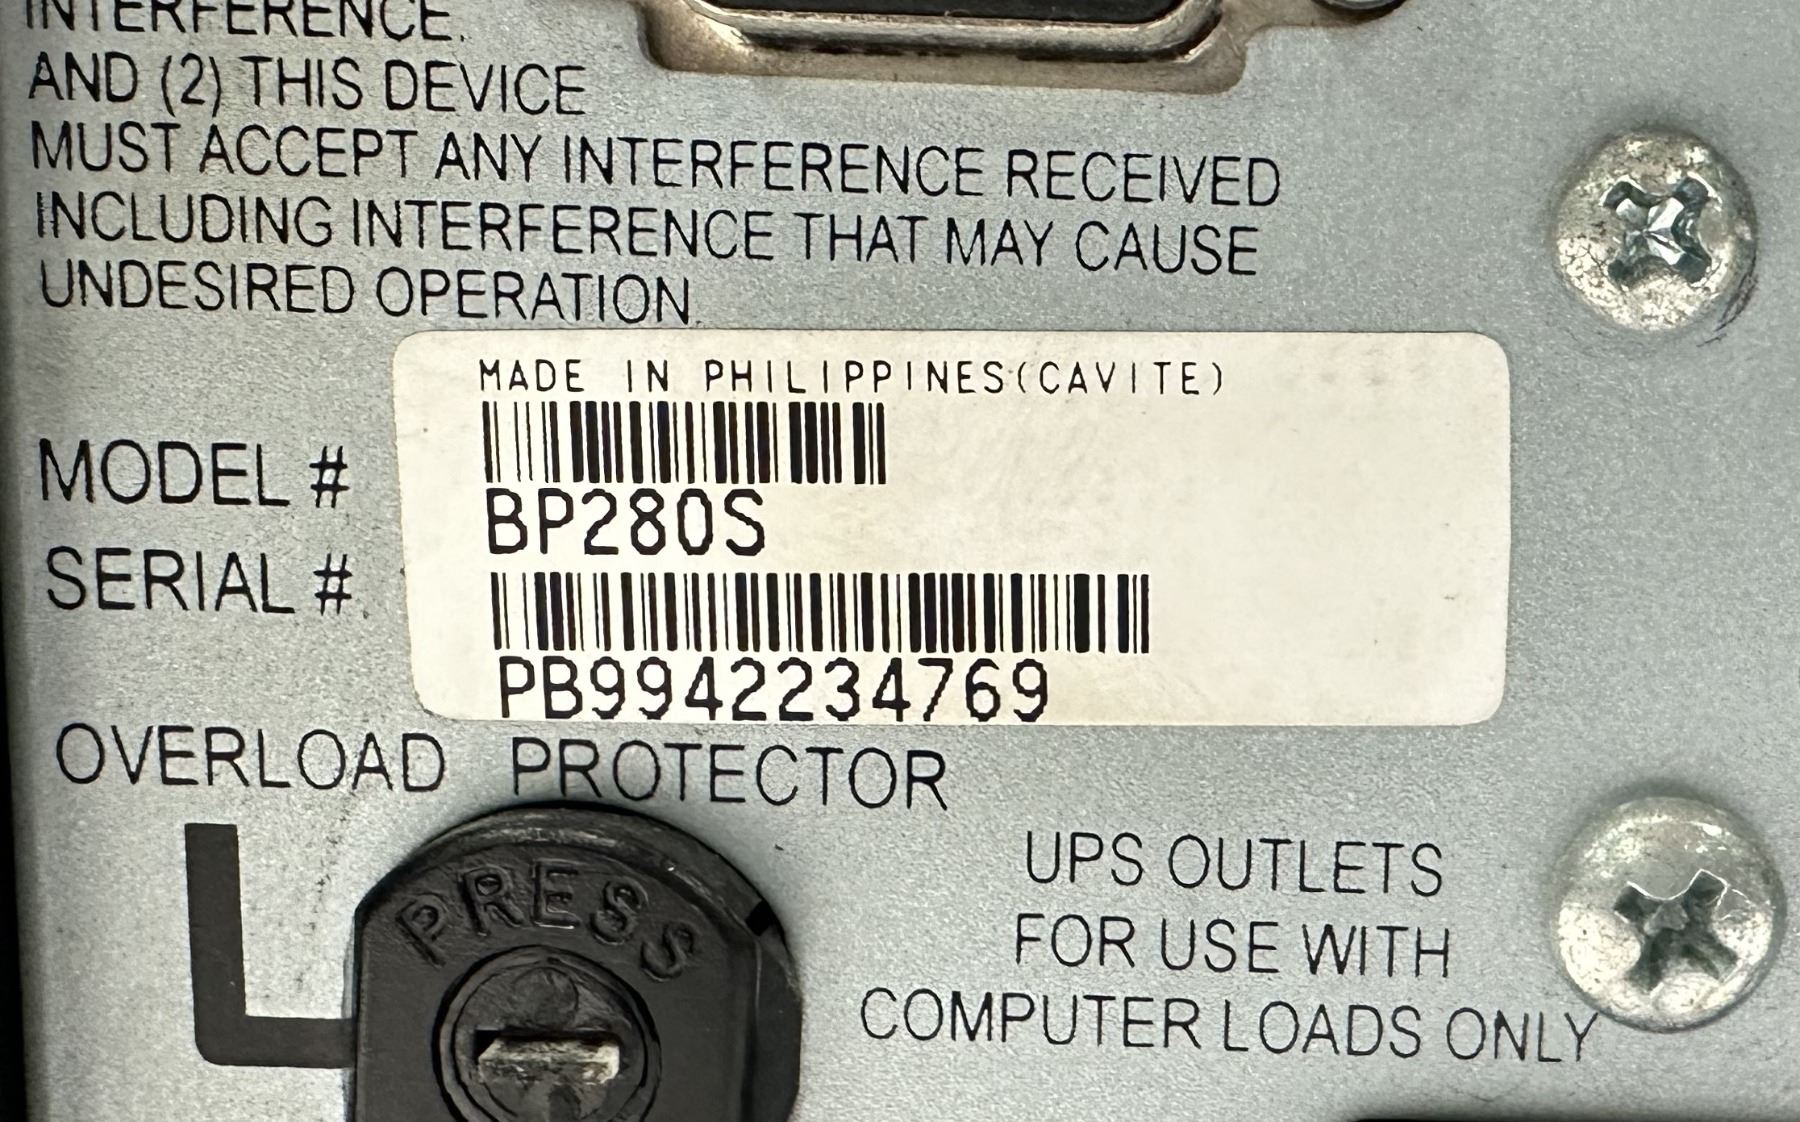 INTERFERENCE.
AND (2) THIS DEVICE
MUST ACCEPT ANY INTERFERENCE RECEIVED
INCLUDING INTERFERENCE THAT MAY CAUSE
UNDESIRED OPERATION.
MADE IN PHILIPPINES(CAVITE)
MODEL #
BP280S
SERIAL #
PB9942234769
OVERLOAD PROTECTOR
PRESS
UPS OUTLETS
FOR USE WITH
COMPUTER LOADS ONLY